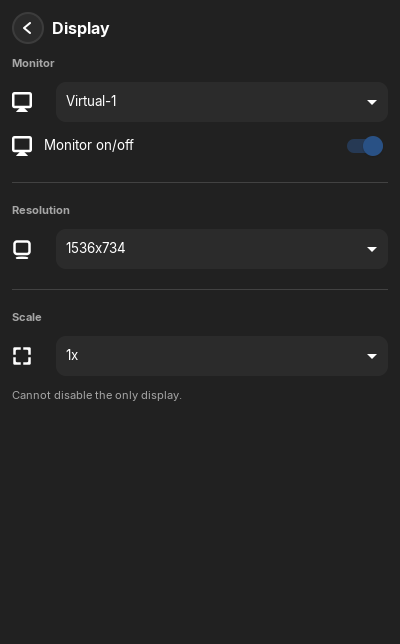 Display
Monitor
Virtual-1
Monitor on/off
Resolution
1536x734
Scale
1x
Cannot disable the only display.